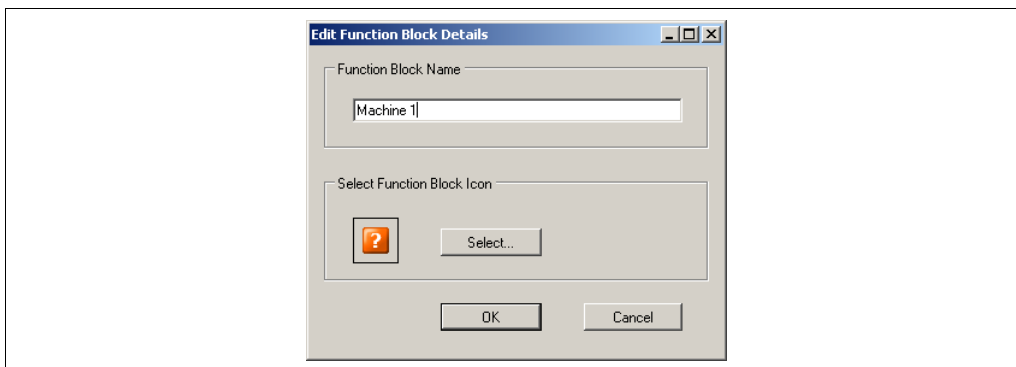 Edit Function Block Details
Function Block Name
Machine 1
Select Function Block Icon
?
Select...
OK
Cancel